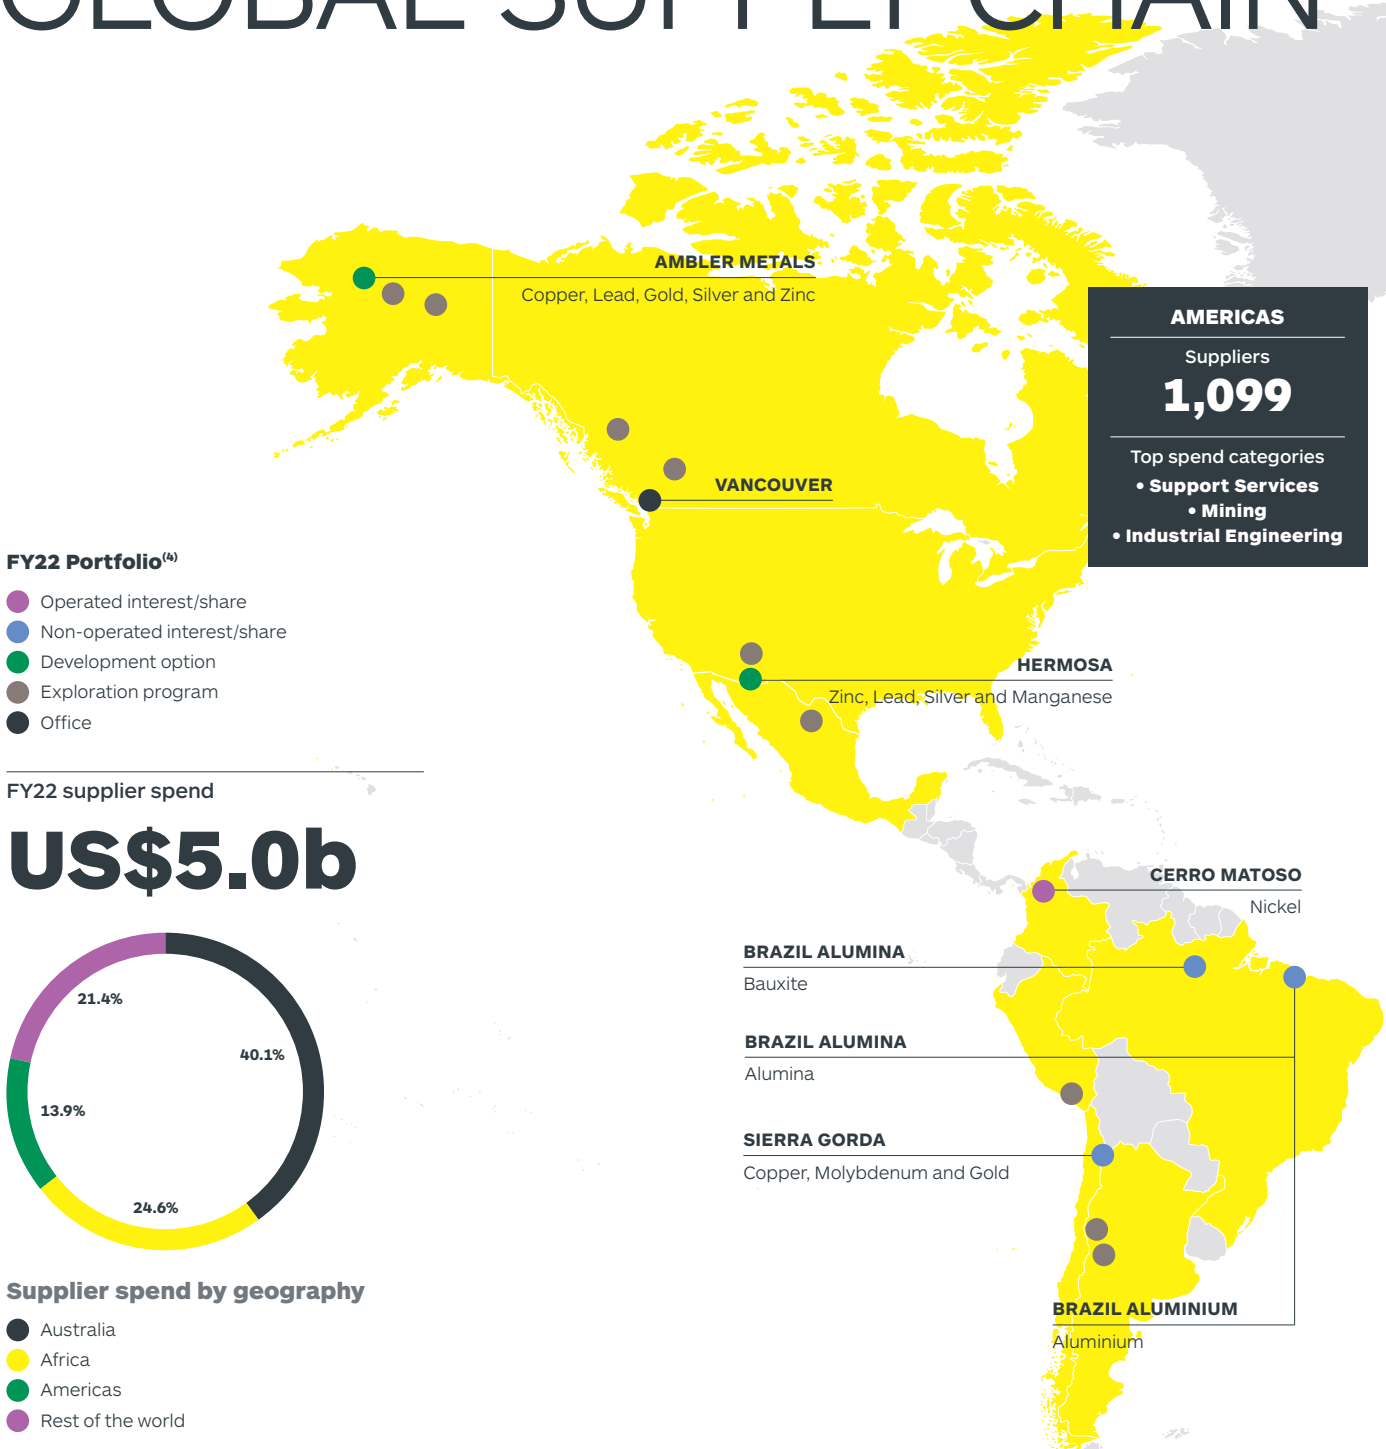 GLOBAL SUPPLY CHAIN
AMBLER METALS
Copper, Lead, Gold, Silver and Zinc
AMERICAS
Suppliers
1,099
Top spend categories
• Support Services
• Mining
• Industrial Engineering
VANCOUVER
FY22 Portfolio(4)
Operated interest/share
Non-operated interest/share
Development option
Exploration program
Office
HERMOSA
Zinc, Lead, Silver and Manganese
FY22 supplier spend
US$5.0b
21.4%
40.1%
13.9%
24.6%
Supplier spend by geography
Australia
Africa
Americas
Rest of the world
CERRO MATOSO
Nickel
BRAZIL ALUMINA
Bauxite
BRAZIL ALUMINA
Alumina
SIERRA GORDA
Copper, Molybdenum and Gold
BRAZIL ALUMINIUM
Aluminium